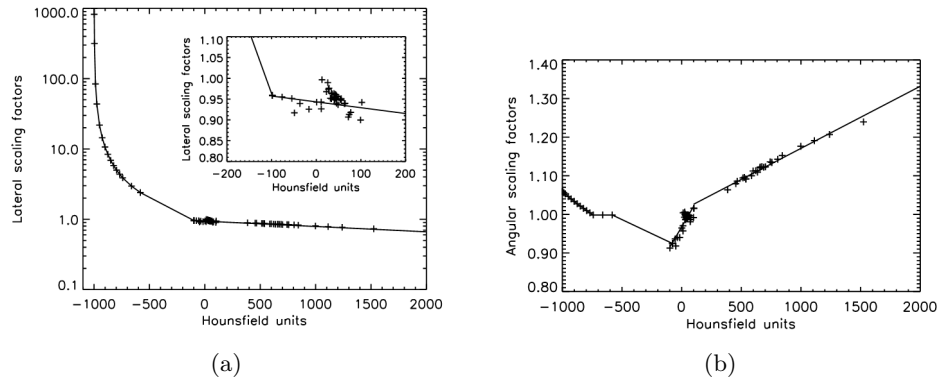 1000.0
100.0
10.0
1.0
0.1
Lateral scaling factors
-1000 -500 0 500 1000 1500 2000
Hounsfield units
1.10
1.05
1.00
0.95
0.90
0.85
0.80
Lateral scaling factors
-200 -100 0 100 200
Hounsfield units
(a)
1.40
1.30
1.20
1.10
1.00
0.90
0.80
Angular scaling factors
-1000 -500 0 500 1000 1500 2000
Hounsfield units
(b)